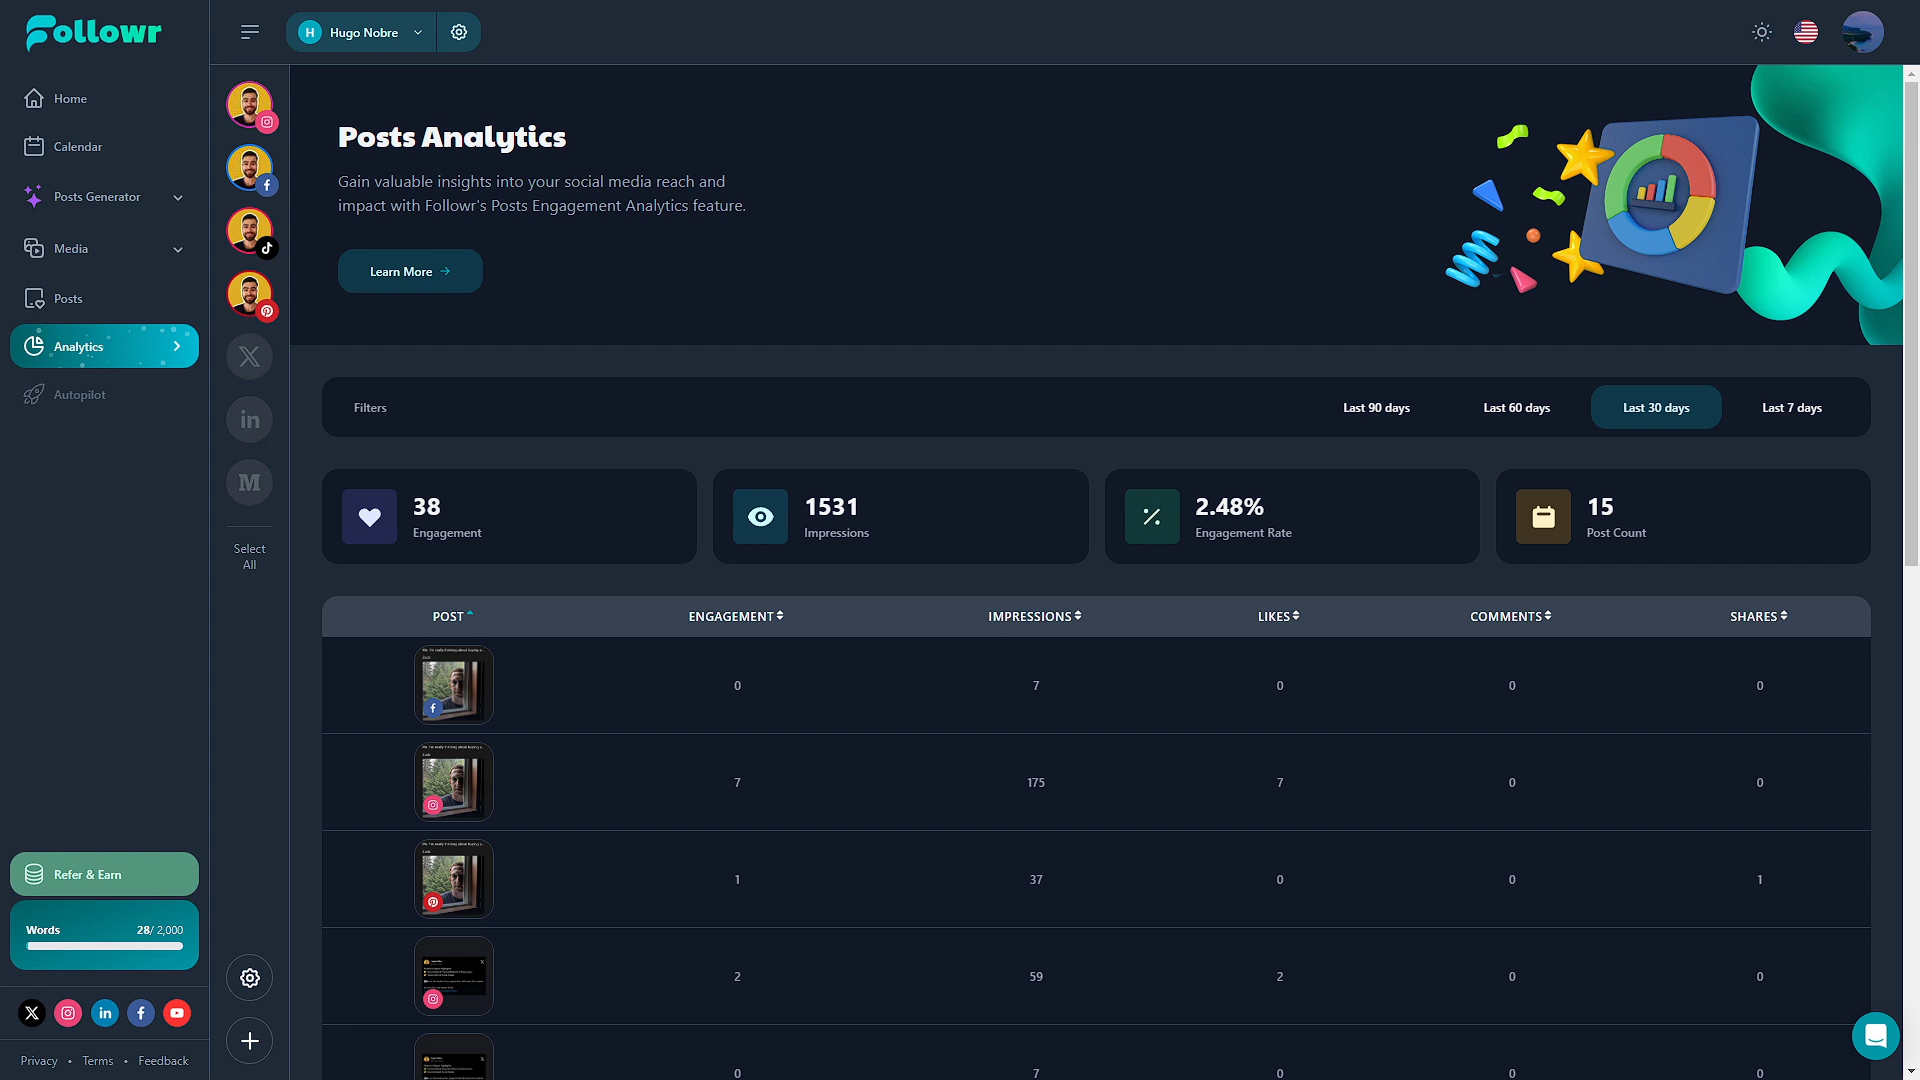 Followr
H Hugo Nobre
Home
Calendar
Posts Generator
Media
Posts
Analytics
Autopilot
Refer & Earn
Words 28/ 2,000
Privacy • Terms • Feedback
Select
All
Posts Analytics
Gain valuable insights into your social media reach and
impact with Followr's Posts Engagement Analytics feature.
Learn More
Filters
Last 90 days
Last 60 days
Last 30 days
Last 7 days
38
Engagement
1531
Impressions
2.48%
Engagement Rate
15
Post Count
POST ENGAGEMENT IMPRESSIONS LIKES COMMENTS SHARES
0 7 0 0 0
7 175 7 0 0
1 37 0 0 1
2 59 2 0 0
0 7 0 0 0